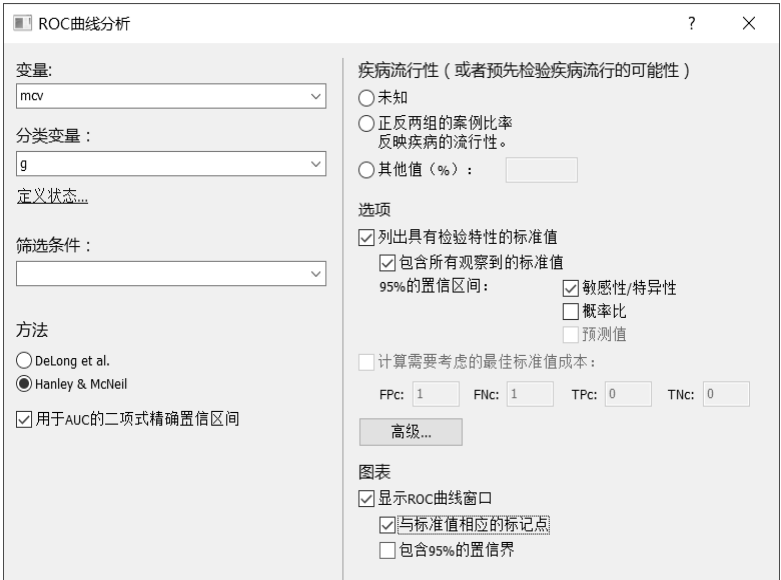 ROC曲线分析
?
变量:
mcv
分类变量：
g
定义状态...
筛选条件：
方法
DeLong et al.
Hanley & McNeil
用于AUC的二项式精确置信区间
疾病流行性（或者预先检验疾病流行的可能性）
未知
正反两组的案例比率
反映疾病的流行性。
其他值（%）：
选项
列出具有检验特性的标准值
包含所有观察到的标准值
95%的置信区间：
敏感性/特异性
概率比
预测值
计算需要考虑的最佳标准值成本：
FPc: 1 FNc: 1 TPc: 0 TNc: 0
高级...
图表
显示ROC曲线窗口
与标准值相应的标记点
包含95%的置信界